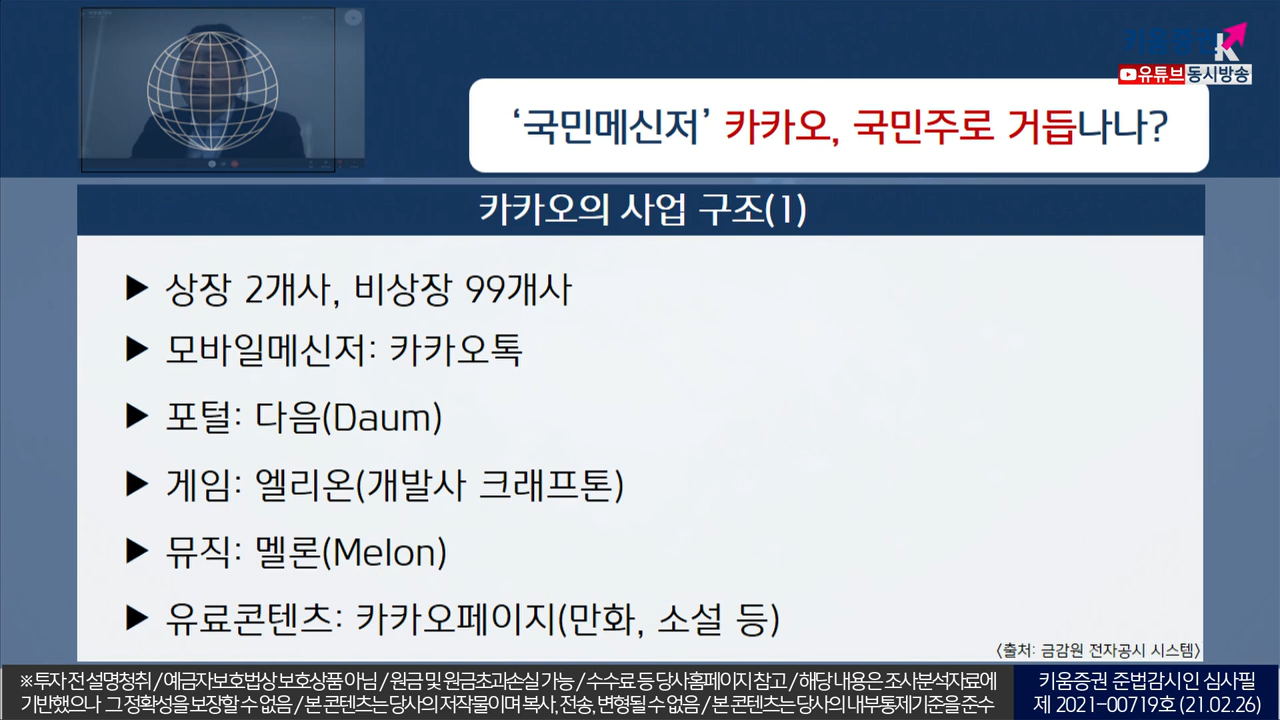 키움증권
유튜브동시방송
‘국민메신저’ 카카오, 국민주로 거듭나나?
카카오의 사업 구조(1)
▶ 상장 2개사, 비상장 99개사
▶ 모바일메신저: 카카오톡
▶ 포털: 다음(Daum)
▶ 게임: 엘리온(개발사 크래프톤)
▶ 뮤직: 멜론(Melon)
▶ 유료콘텐츠: 카카오페이지(만화, 소설 등)
<출처: 금감원 전자공시 시스템>
※ 투자 전 설명청취 / 예금자보호법상 보호상품 아님 / 원금 및 원금초과손실 가능 / 수수료 등 당사홈페이지 참고 / 해당 내용은 조사분석자료에
기반했으나 그 정확성을 보장할 수 없음 / 본 콘텐츠는 당사의 저작물이며 복사, 전송, 변형될 수 없음 / 본 콘텐츠는 당사의 내부통제기준을 준수
키움증권 준법감시인 심사필
제 2021-00719호 (21.02.26)